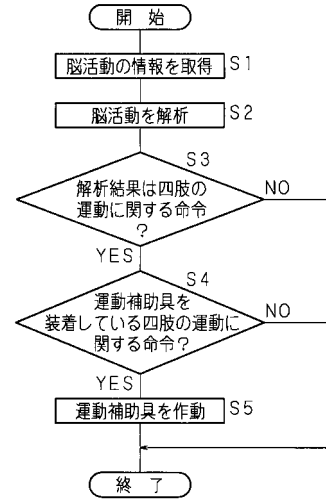 開 始
脳活動の情報を取得 S1
脳活動を解析 S2
S3
解析結果は四肢の
運動に関する命令
？
NO
YES
S4
運動補助具を
装着している四肢の運動に
関する命令？
NO
YES
運動補助具を作動 S5
終 了